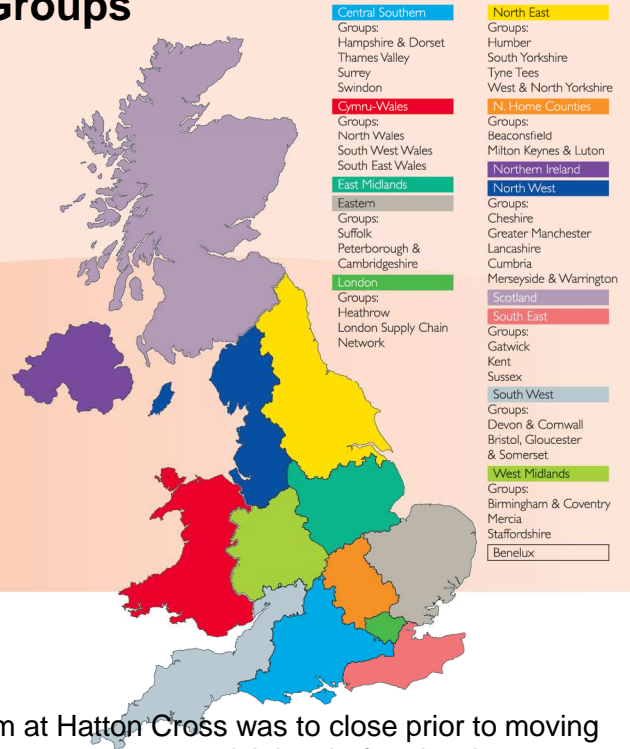 Groups
Central Southern
Groups:
Hampshire & Dorset
Thames Valley
Surrey
Swindon
Cymru-Wales
Groups:
North Wales
South West Wales
South East Wales
East Midlands
Eastern
Groups:
Suffolk
Peterborough &
Cambridgeshire
London
Groups:
Heathrow
London Supply Chain
Network
North East
Groups:
Humber
South Yorkshire
Tyne Tees
West & North Yorkshire
N. Home Counties
Groups:
Beaconsfield
Milton Keynes & Luton
Northern Ireland
North West
Groups:
Cheshire
Greater Manchester
Lancashire
Cumbria
Merseyside & Warrington
Scotland
South East
Groups:
Gatwick
Kent
Sussex
South West
Groups:
Devon & Cornwall
Bristol, Gloucester
& Somerset
West Midlands
Groups:
Birmingham & Coventry
Mercia
Staffordshire
Benelux
at Hatton Cross was to close prior to moving